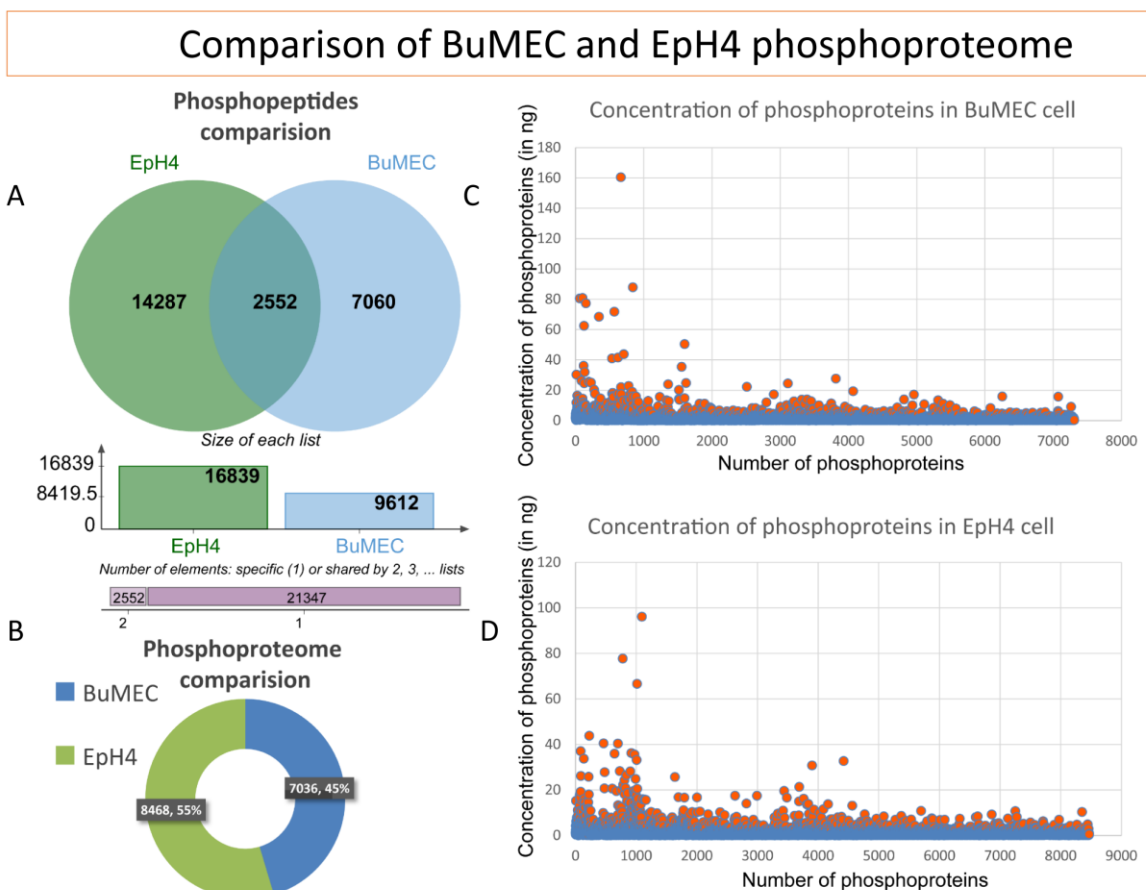 Comparison of BuMEC and EpH4 phosphoproteome
A
Phosphopeptides
comparision
EpH4
BuMEC
14287
2552
7060
Size of each list
16839
8419.5
0
16839
9612
EpH4
BuMEC
Number of elements: specific (1) or shared by 2, 3, ... lists
2552
21347
2
1
B
Phosphoproteome
comparision
BuMEC
EpH4
7036, 45%
8468, 55%
C
Concentration of phosphoproteins in BuMEC cell
Concentration of phosphoproteins (in ng)
180
160
140
120
100
80
60
40
20
0
0
1000
2000
3000
4000
5000
6000
7000
8000
Number of phosphoproteins
D
Concentration of phosphoproteins in EpH4 cell
Concentration of phosphoproteins (in ng)
120
100
80
60
40
20
0
0
1000
2000
3000
4000
5000
6000
7000
8000
9000
Number of phosphoproteins